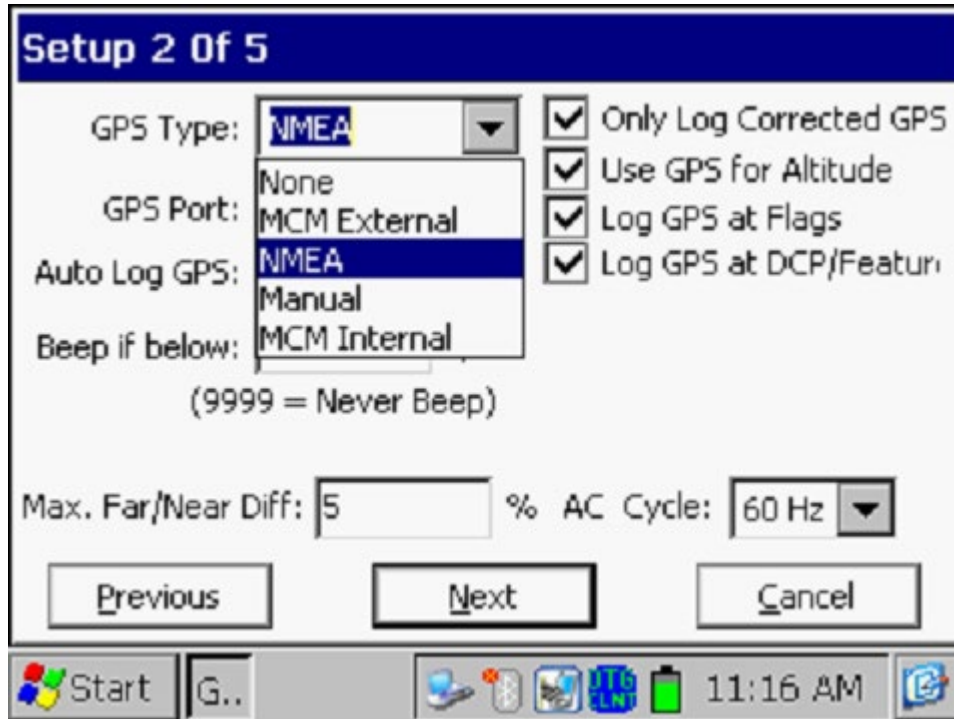 Setup 2 Of 5
GPS Type: NMEA
Only Log Corrected GPS
None
Use GPS for Altitude
GPS Port:
MCM External
Log GPS at Flags
Auto Log GPS:
NMEA
Log GPS at DCP/Featur
Manual
Beep if below:
MCM Internal
(9999 = Never Beep)
Max. Far/Near Diff: 5 % AC Cycle: 60 Hz
Previous Next Cancel
Start G.. DTG CLNT 11:16 AM